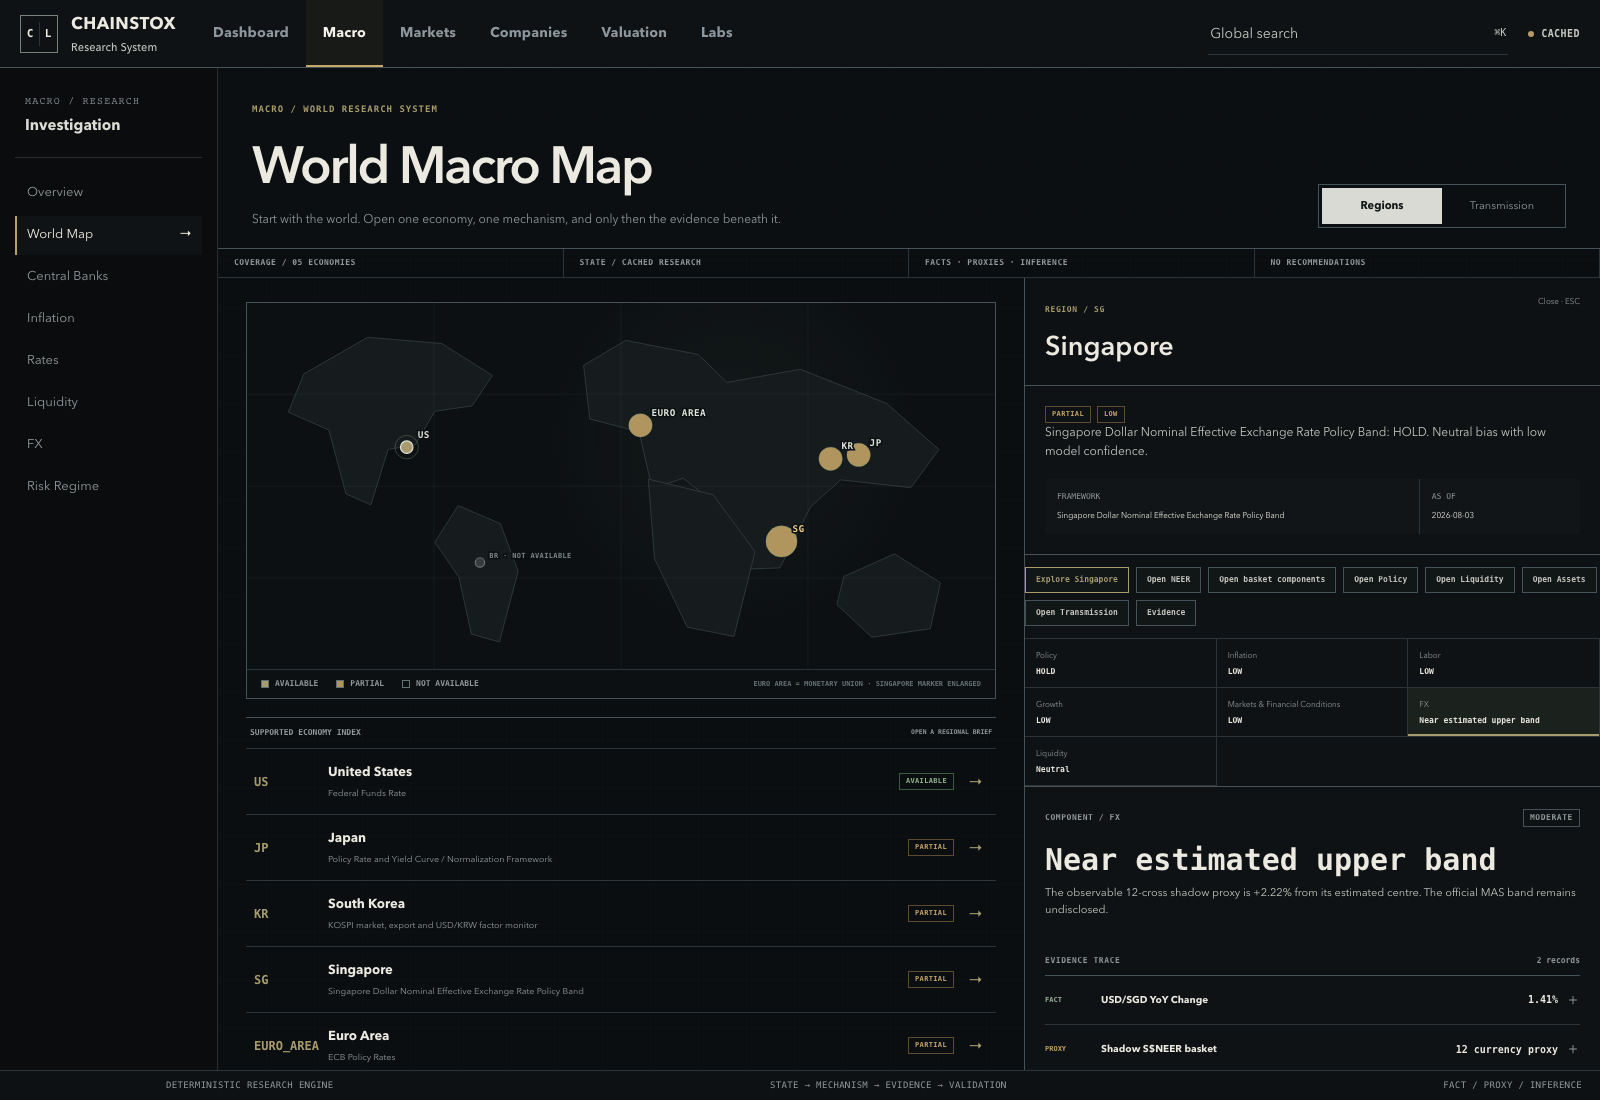 C L
CHAINSTOX
Research System
Dashboard
Macro
Markets
Companies
Valuation
Labs
Global search
⌘K
CACHED
MACRO / RESEARCH
Investigation
Overview
World Map →
Central Banks
Inflation
Rates
Liquidity
FX
Risk Regime
MACRO / WORLD RESEARCH SYSTEM
World Macro Map
Start with the world. Open one economy, one mechanism, and only then the evidence beneath it.
Regions
Transmission
COVERAGE / 05 ECONOMIES
STATE / CACHED RESEARCH
FACTS · PROXIES · INFERENCE
NO RECOMMENDATIONS
US
EURO AREA
KR
JP
SG
BR · NOT AVAILABLE
AVAILABLE
PARTIAL
NOT AVAILABLE
EURO AREA = MONETARY UNION · SINGAPORE MARKER ENLARGED
SUPPORTED ECONOMY INDEX
OPEN A REGIONAL BRIEF
US
United States
Federal Funds Rate
AVAILABLE →
JP
Japan
Policy Rate and Yield Curve / Normalization Framework
PARTIAL →
KR
South Korea
KOSPI market, export and USD/KRW factor monitor
PARTIAL →
SG
Singapore
Singapore Dollar Nominal Effective Exchange Rate Policy Band
PARTIAL →
EURO_AREA
Euro Area
ECB Policy Rates
PARTIAL →
REGION / SG
Close · ESC
Singapore
PARTIAL
LOW
Singapore Dollar Nominal Effective Exchange Rate Policy Band: HOLD. Neutral bias with low
model confidence.
FRAMEWORK
Singapore Dollar Nominal Effective Exchange Rate Policy Band
AS OF
2026-08-03
Explore Singapore
Open NEER
Open basket components
Open Policy
Open Liquidity
Open Assets
Open Transmission
Evidence
Policy
HOLD
Inflation
LOW
Labor
LOW
Growth
LOW
Markets & Financial Conditions
LOW
FX
Near estimated upper band
Liquidity
Neutral
COMPONENT / FX
MODERATE
Near estimated upper band
The observable 12-cross shadow proxy is +2.22% from its estimated centre. The official MAS band remains
undisclosed.
EVIDENCE TRACE
2 records
FACT
USD/SGD YoY Change
1.41% +
PROXY
Shadow S$NEER basket
12 currency proxy +
DETERMINISTIC RESEARCH ENGINE
STATE → MECHANISM → EVIDENCE → VALIDATION
FACT / PROXY / INFERENCE